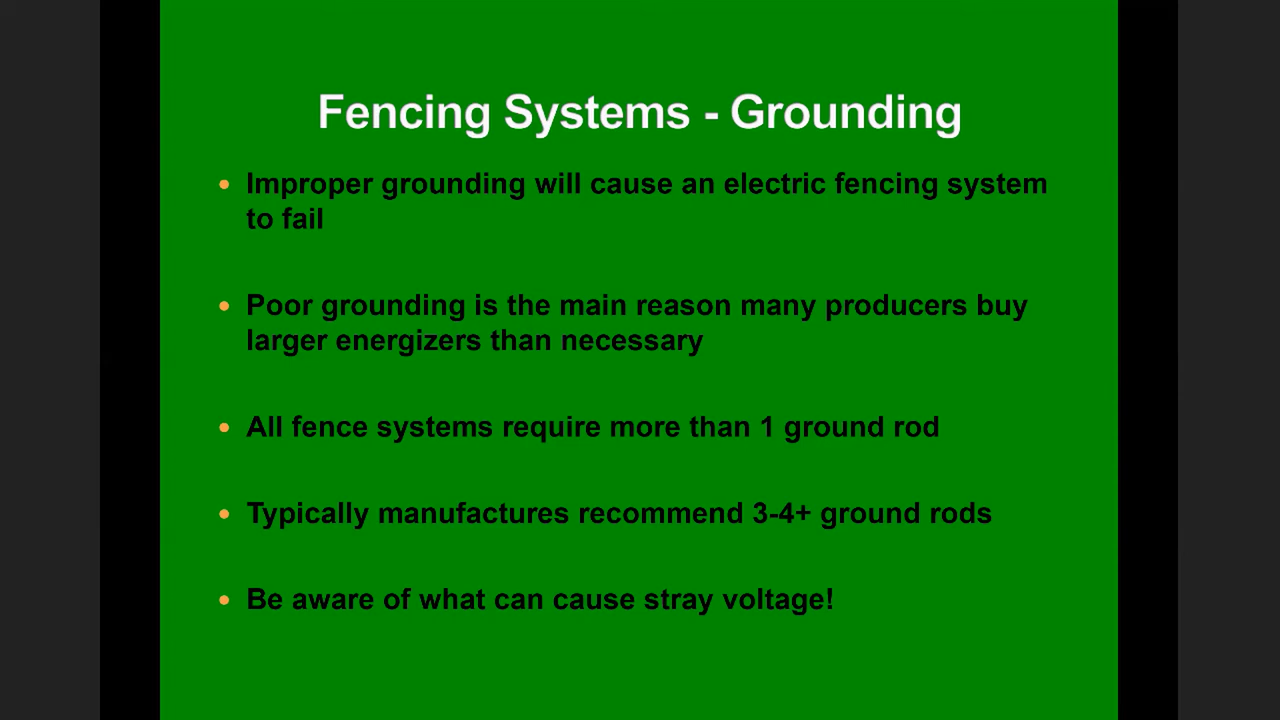 Fencing Systems - Grounding
• Improper grounding will cause an electric fencing system
to fail
• Poor grounding is the main reason many producers buy
larger energizers than necessary
• All fence systems require more than 1 ground rod
• Typically manufactures recommend 3-4+ ground rods
• Be aware of what can cause stray voltage!